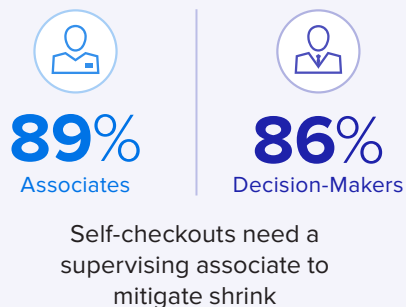 89%
Associates
86%
Decision-Makers
Self-checkouts need a
supervising associate to
mitigate shrink